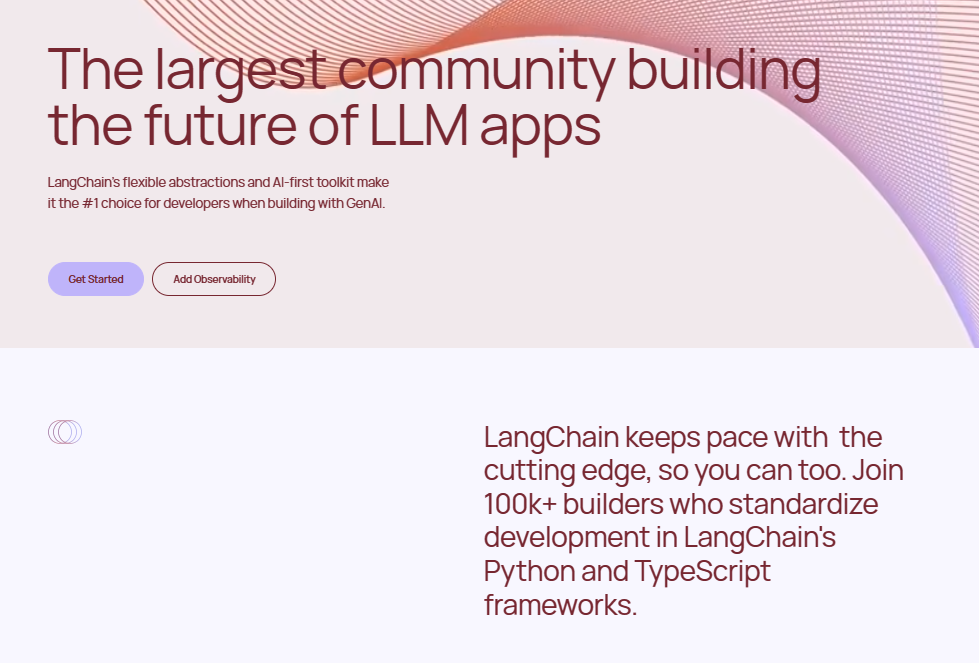 The largest community building
the future of LLM apps
LangChain's flexible abstractions and AI-first toolkit make
it the #1 choice for developers when building with GenAI.
Get Started
Add Observability
LangChain keeps pace with the
cutting edge, so you can too. Join
100k+ builders who standardize
development in LangChain's
Python and TypeScript
frameworks.